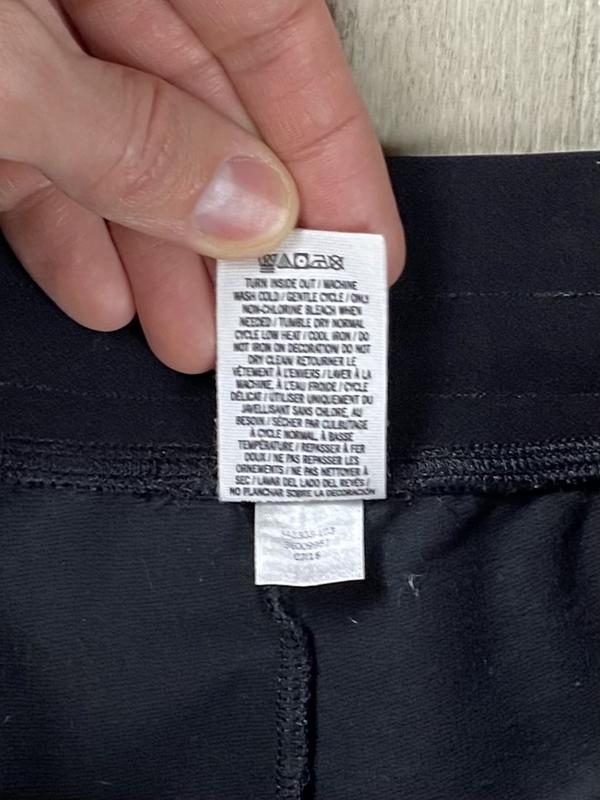 TURN INSIDE OUT / MACHINE
WASH COLD / GENTLE CYCLE / ONLY
NON-CHLORINE BLEACH WHEN
NEEDED / TUMBLE DRY NORMAL
CYCLE LOW HEAT / COOL IRON / DO
NOT IRON ON DECORATION/ DO NOT
DRY CLEAN/ RETOURNER LE
VÊTEMENT À L'ENVERS / LAVER À LA
MACHINE, À L'EAU FROIDE / CYCLE
DÉLICAT / UTILISER UNIQUEMENT DU
JAVELLISANT SANS CHLORE, AU
BESOIN / SÉCHER PAR CULBUTAGE
À CYCLE NORMAL, À BASSE
TEMPÉRATURE / REPASSER À FER
DOUX / NE PAS REPASSER LES
ORNEMENTS / NE PAS NETTOYER À
SEC / LAVAR DEL LADO DEL REVÉS /
NO PLANCHAR SOBRE LA DECORACIÓN